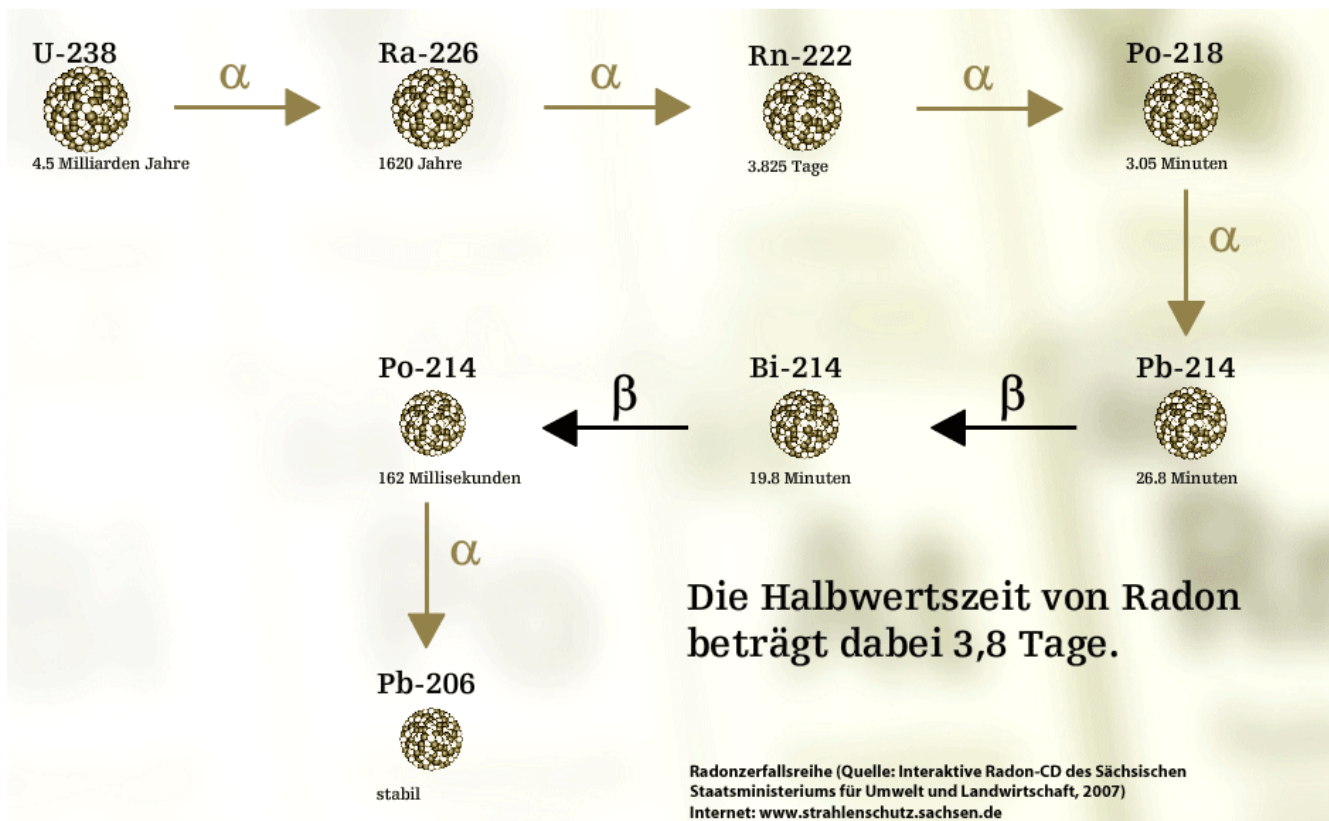 U-238
α
Ra-226
α
Rn-222
α
Po-218
4.5 Milliarden Jahre
1620 Jahre
3.825 Tage
3.05 Minuten
α
Po-214
β
Bi-214
β
Pb-214
162 Millisekunden
19.8 Minuten
26.8 Minuten
α
Die Halbwertszeit von Radon
beträgt dabei 3,8 Tage.
Pb-206
stabil
Radonzerfallsreihe (Quelle: Interaktive Radon-CD des Sächsischen
Staatsministeriums für Umwelt und Landwirtschaft, 2007)
Internet: www.strahlenschutz.sachsen.de